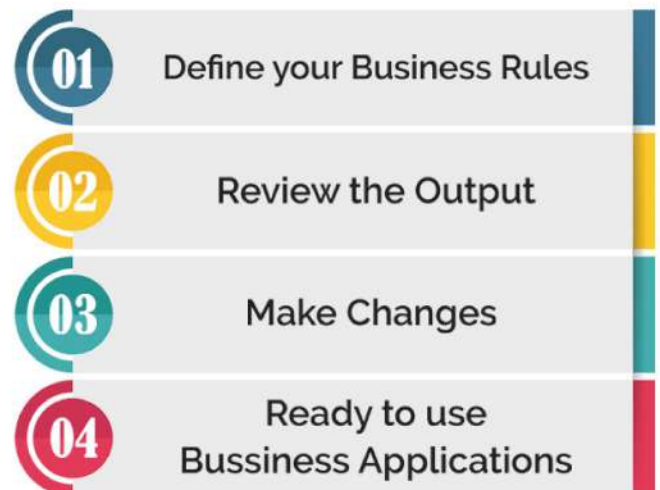 01
Define your Business Rules
02
Review the Output
03
Make Changes
04
Ready to use
Bussiness Applications